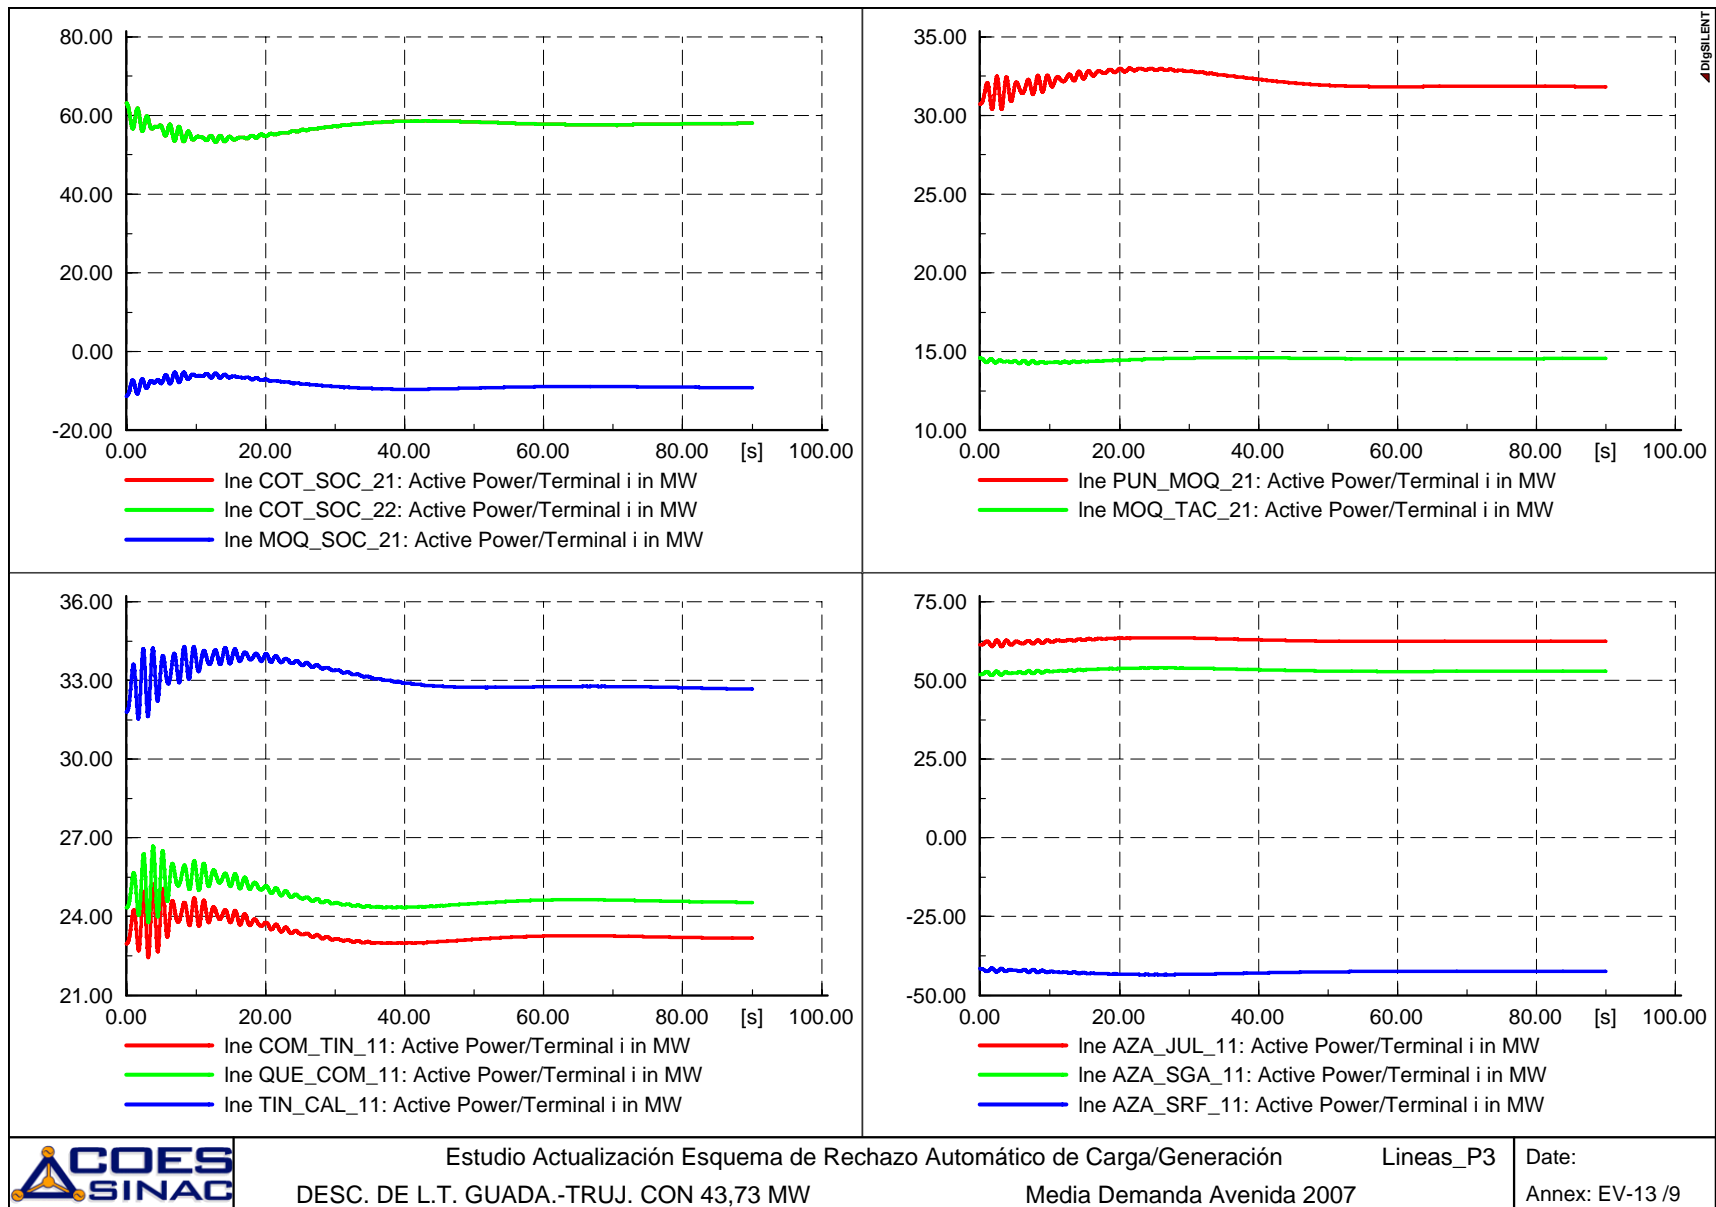 80.00
60.00
40.00
20.00
0.00
-20.00
0.00 20.00 40.00 60.00 80.00 [s] 100.00
lne COT_SOC_21: Active Power/Terminal i in MW
lne COT_SOC_22: Active Power/Terminal i in MW
lne MOQ_SOC_21: Active Power/Terminal i in MW
35.00
30.00
25.00
20.00
15.00
10.00
0.00 20.00 40.00 60.00 80.00 [s] 100.00
lne PUN_MOQ_21: Active Power/Terminal i in MW
lne MOQ_TAC_21: Active Power/Terminal i in MW
DIgSILENT
36.00
33.00
30.00
27.00
24.00
21.00
0.00 20.00 40.00 60.00 80.00 [s] 100.00
lne COM_TIN_11: Active Power/Terminal i in MW
lne QUE_COM_11: Active Power/Terminal i in MW
lne TIN_CAL_11: Active Power/Terminal i in MW
75.00
50.00
25.00
0.00
-25.00
-50.00
0.00 20.00 40.00 60.00 80.00 [s] 100.00
lne AZA_JUL_11: Active Power/Terminal i in MW
lne AZA_SGA_11: Active Power/Terminal i in MW
lne AZA_SRF_11: Active Power/Terminal i in MW
COES
SINAC
Estudio Actualización Esquema de Rechazo Automático de Carga/Generación Lineas_P3
DESC. DE L.T. GUADA.-TRUJ. CON 43,73 MW Media Demanda Avenida 2007
Date:
Annex: EV-13 /9